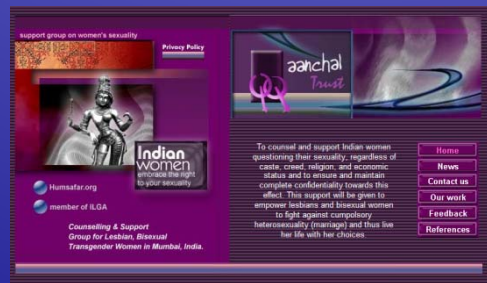 support group on women's sexuality
Privacy Policy
Indian
women
embrace the right
to your sexuality
Humsafar.org
member of ILGA
Counselling & Support
Group for Lesbian, Bisexual
Transgender Women in Mumbai, India.
aanchal
Trust
To counsel and support Indian women
questioning their sexuality, regardless of
caste, creed, religion, and economic
status and to ensure and maintain
complete confidentiality towards this
effect. This support will be given to
empower lesbians and bisexual women
to fight against cumpolsory
heterosexuality (marriage) and thus live
her life with her choices.
Home
News
Contact us
Our work
Feedback
References